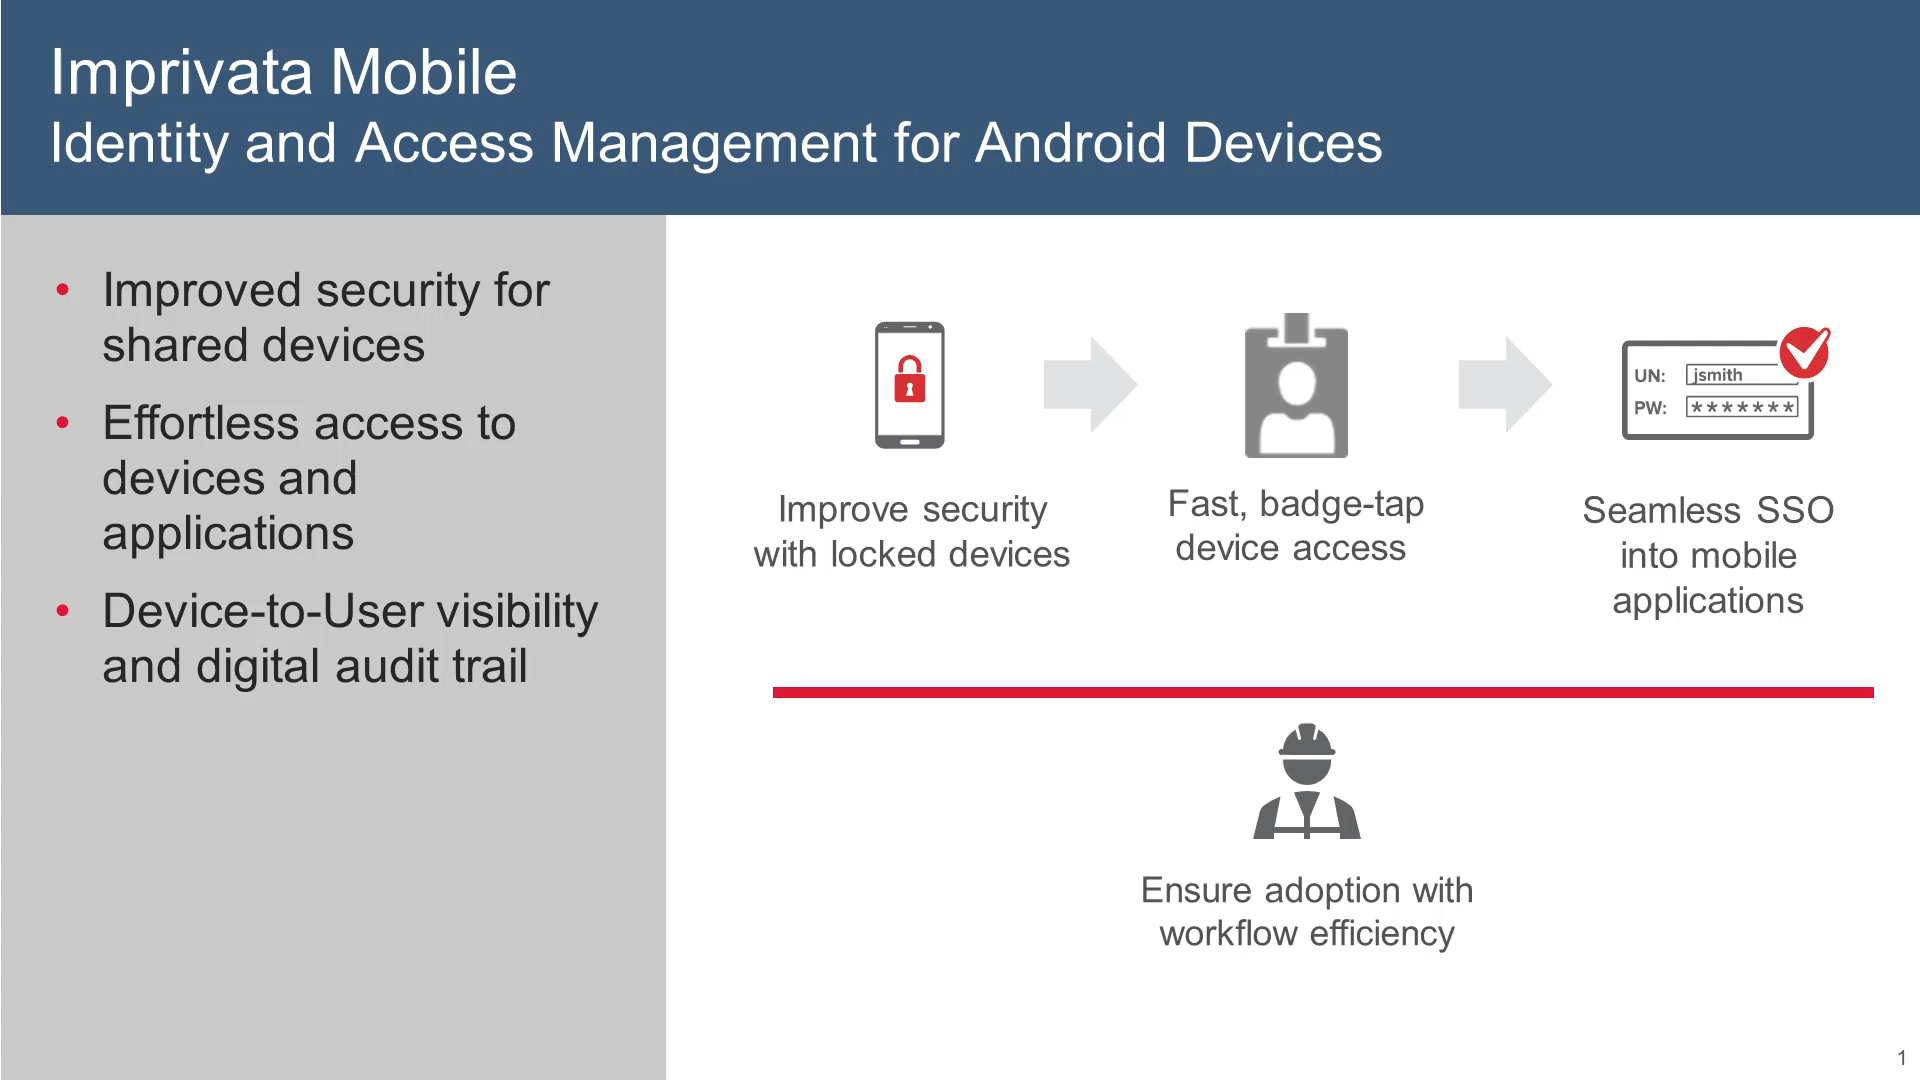 Imprivata Mobile
Identity and Access Management for Android Devices
• Improved security for
shared devices
• Effortless access to
devices and
applications
• Device-to-User visibility
and digital audit trail
UN: jsmith
PW: *******
Improve security
with locked devices
Fast, badge-tap
device access
Seamless SSO
into mobile
applications
Ensure adoption with
workflow efficiency
1